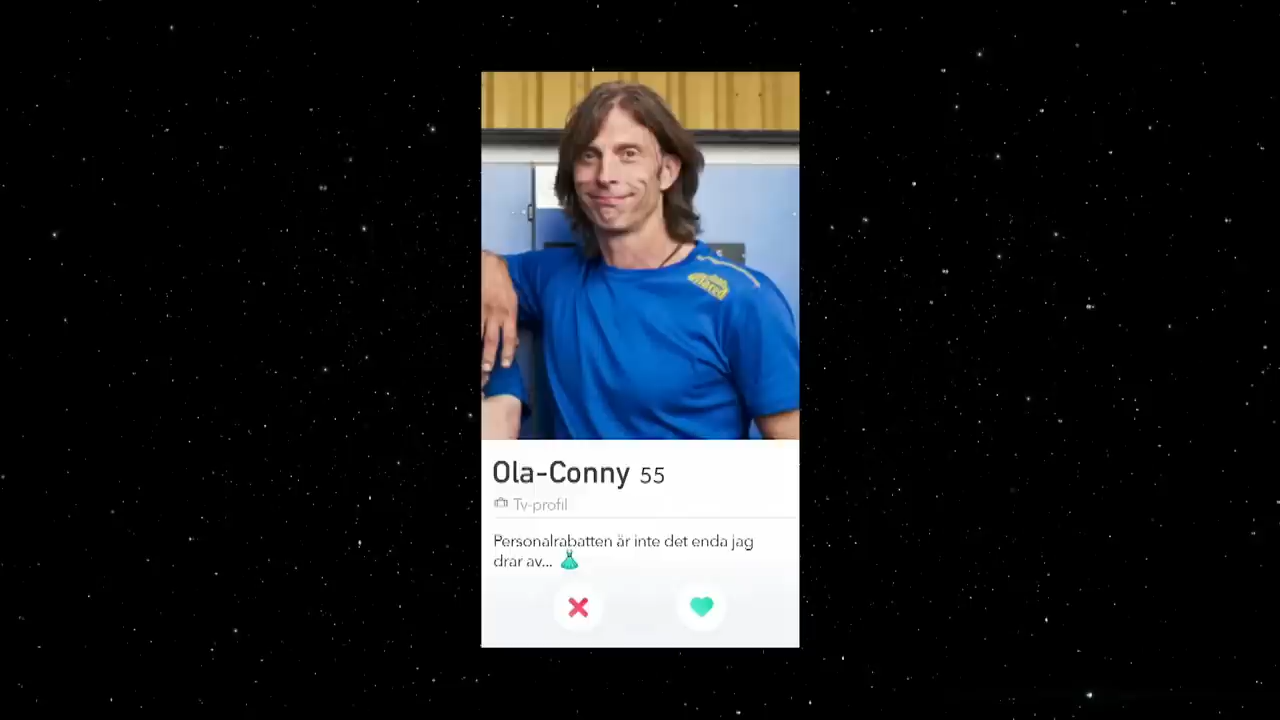 Ola-Conny 55
Tv-profil
Personalrabatten är inte det enda jag
drar av...